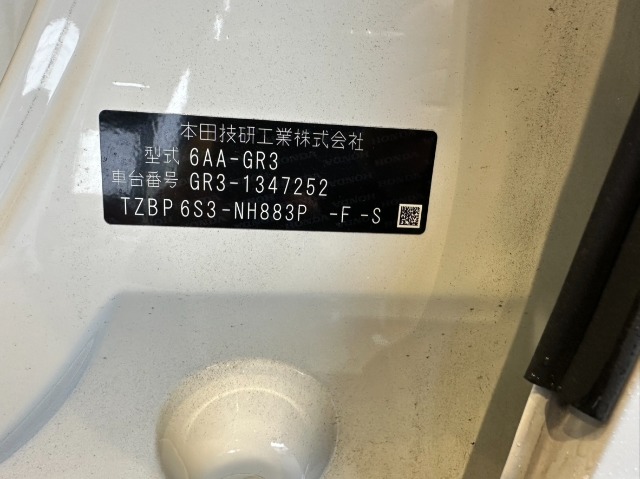 本田技研工業株式会社
型式 6AA-GR3
車台番号 GR3-1347252
TZBP 6S3-NH883P -F -S